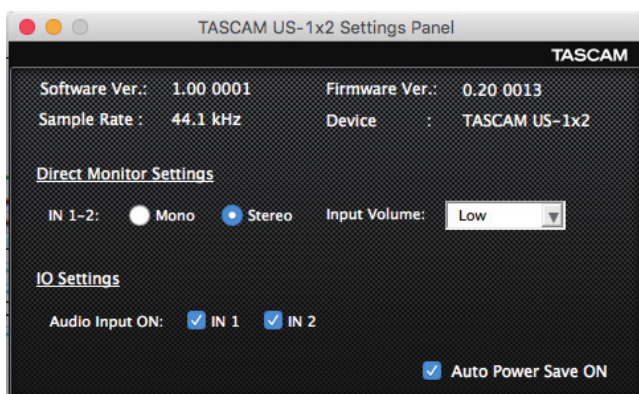 TASCAM US-1x2 Settings Panel
TASCAM
Software Ver.: 1.00 0001 Firmware Ver.: 0.20 0013
Sample Rate : 44.1 kHz Device : TASCAM US-1x2
Direct Monitor Settings
IN 1-2: Mono Stereo Input Volume: Low
IO Settings
Audio Input ON: IN 1 IN 2
Auto Power Save ON